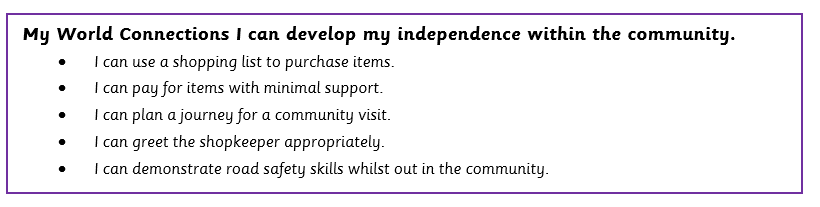 My World Connections I can develop my independence within the community.
• I can use a shopping list to purchase items.
• I can pay for items with minimal support.
• I can plan a journey for a community visit.
• I can greet the shopkeeper appropriately.
• I can demonstrate road safety skills whilst out in the community.